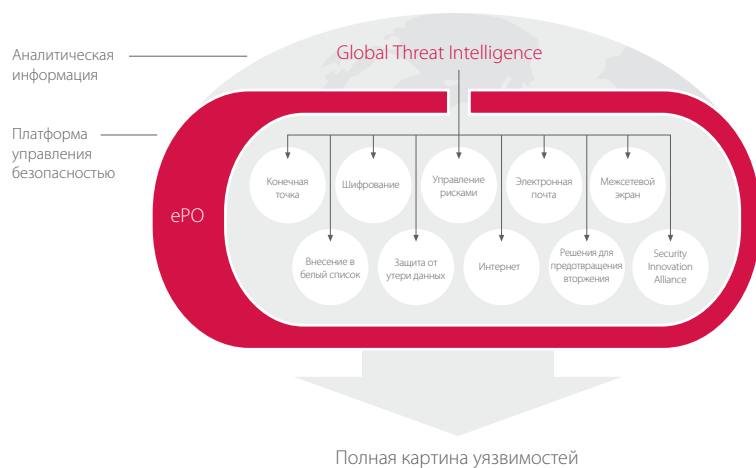 Global Threat Intelligence
Аналитическая
информация
Платформа
управления
безопасностью
ePO
Конечная
точка
Шифрование
Управление
рисками
Электронная
почта
Межсетевой
экран
Внесение в
белый список
Защита от
утери данных
Интернет
Решения для
предотвращения
вторжения
Security
Innovation
Alliance
Полная картина уязвимостей